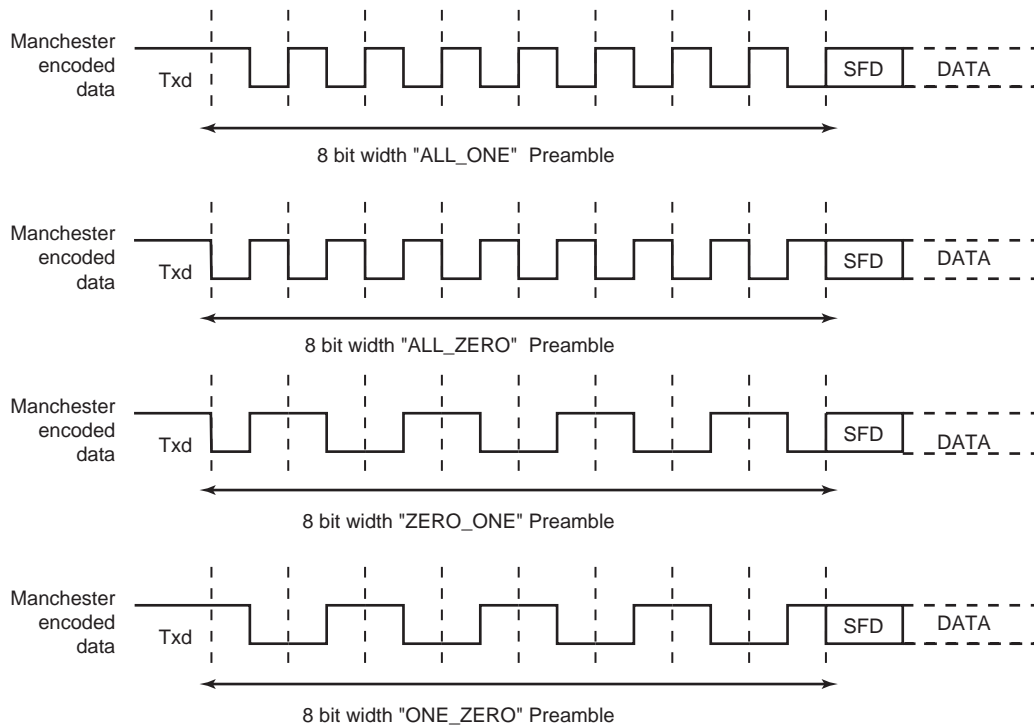 Manchester
encoded
data
Txd
SFD
DATA
8 bit width "ALL_ONE" Preamble
Manchester
encoded
data
Txd
SFD
DATA
8 bit width "ALL_ZERO" Preamble
Manchester
encoded
data
Txd
SFD
DATA
8 bit width "ZERO_ONE" Preamble
Manchester
encoded
data
Txd
SFD
DATA
8 bit width "ONE_ZERO" Preamble